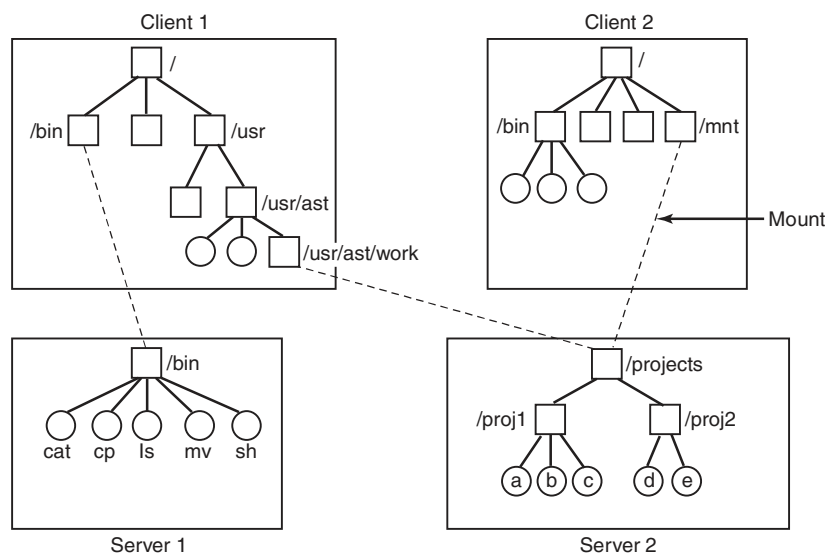 Client 1
Client 2
/
/
/bin
/usr
/bin
/mnt
/usr/ast
Mount
/usr/ast/work
/bin
/projects
/proj1
/proj2
cat cp ls mv sh
a b c d e
Server 1
Server 2